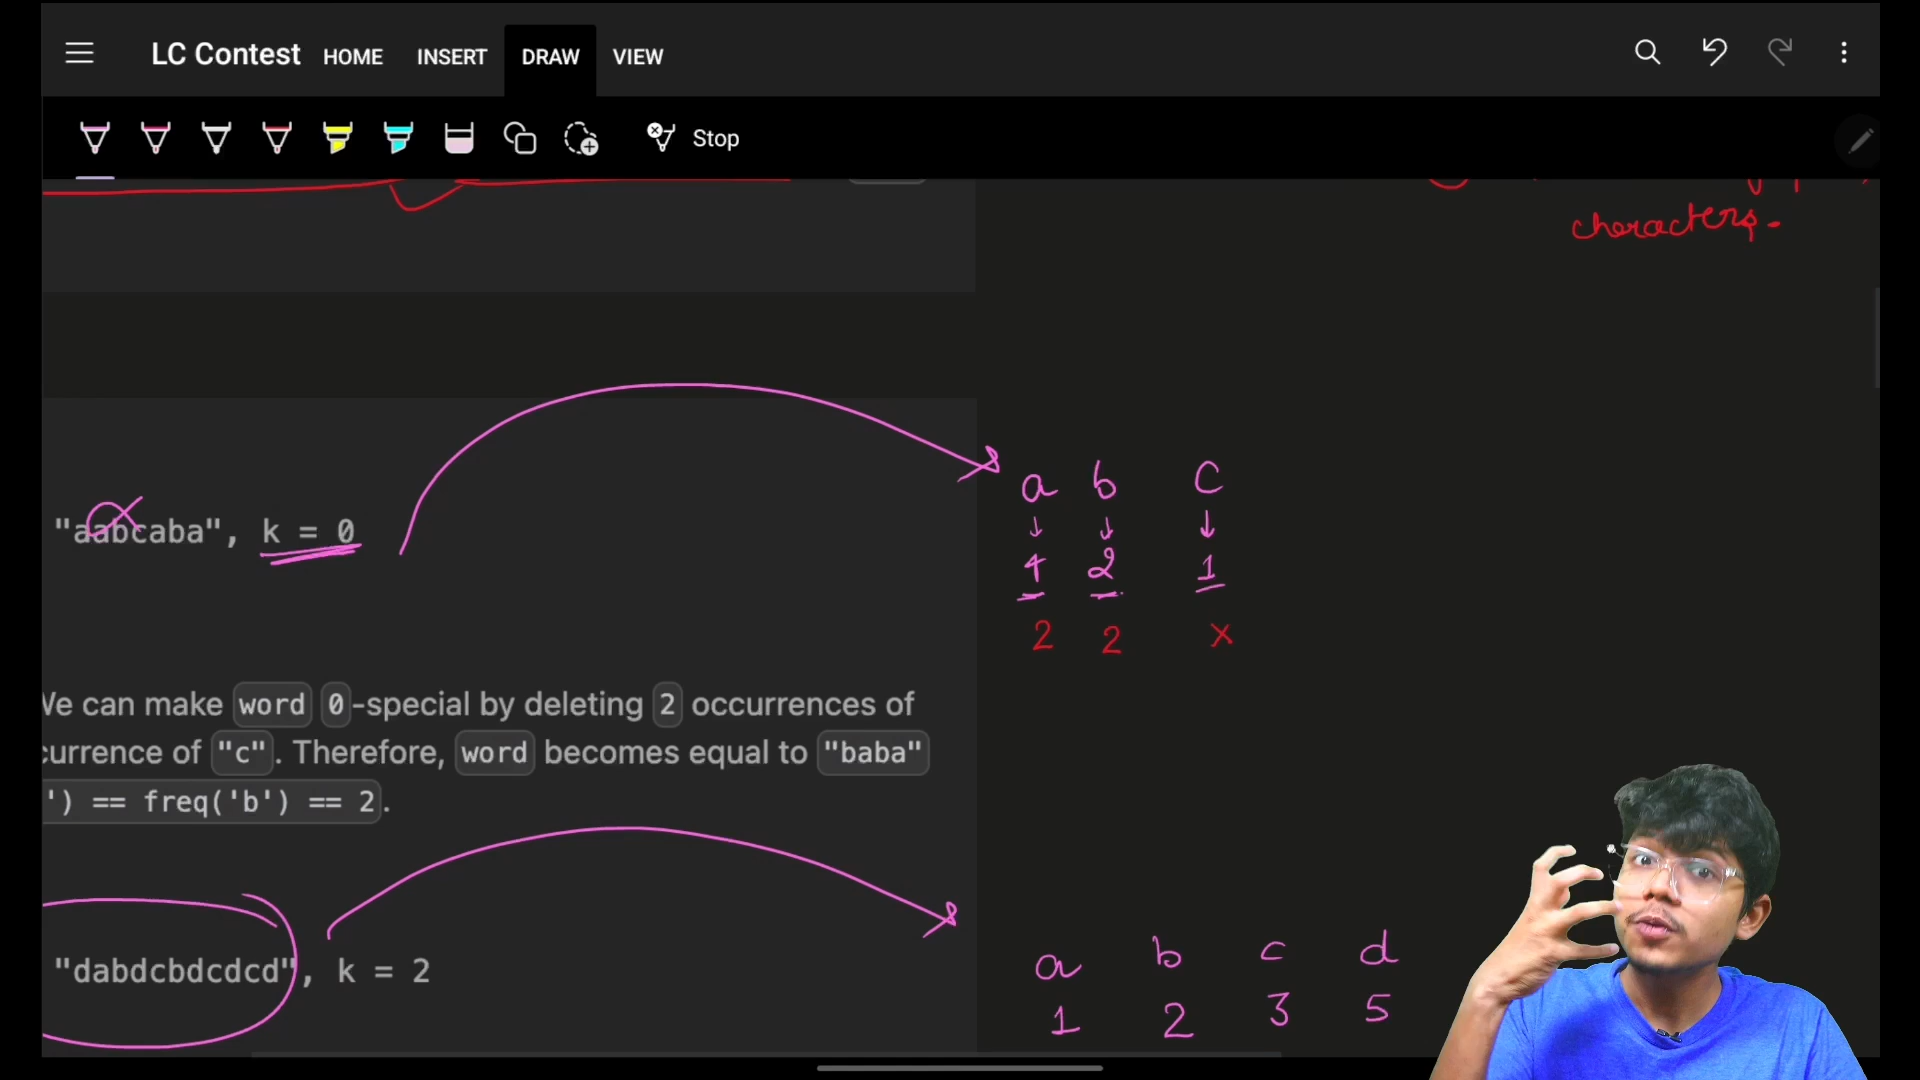 LC Contest HOME INSERT DRAW VIEW
Stop
characters.
a b c
4 2 1
2 2 x
"aabcaba", k = 0
We can make word 0-special by deleting 2 occurrences of
currence of "c". Therefore, word becomes equal to "baba"
') == freq('b') == 2.
"dabdcbdcdcd", k = 2
a b c d
1 2 3 5